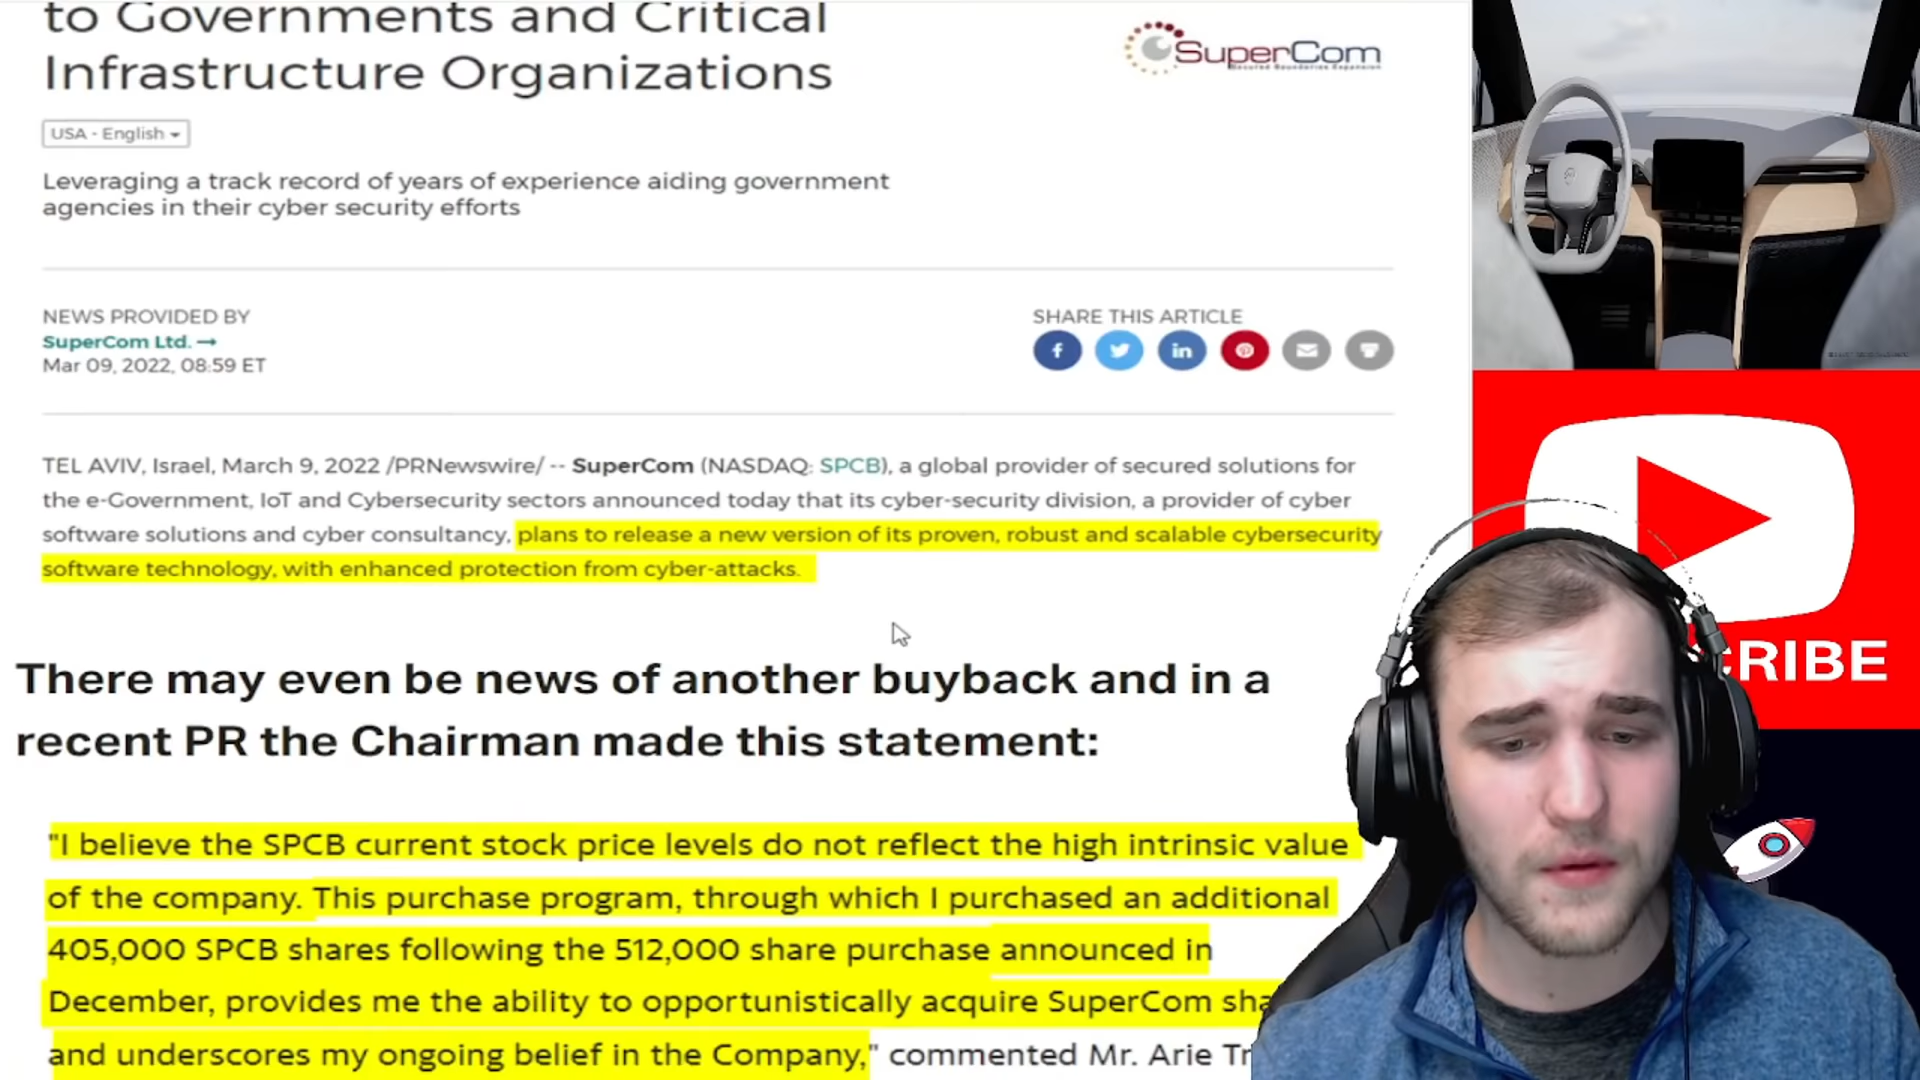 to Governments and Critical
Infrastructure Organizations
SuperCom
USA - English
Leveraging a track record of years of experience aiding government
agencies in their cyber security efforts
NEWS PROVIDED BY
SuperCom Ltd. →
Mar 09, 2022, 08:59 ET
SHARE THIS ARTICLE
TEL AVIV, Israel, March 9, 2022 /PRNewswire/ -- SuperCom (NASDAQ: SPCB), a global provider of secured solutions for
the e-Government, IoT and Cybersecurity sectors announced today that its cyber-security division, a provider of cyber
software solutions and cyber consultancy, plans to release a new version of its proven, robust and scalable cybersecurity
software technology, with enhanced protection from cyber-attacks.
There may even be news of another buyback and in a
recent PR the Chairman made this statement:
"I believe the SPCB current stock price levels do not reflect the high intrinsic value
of the company. This purchase program, through which I purchased an additional
405,000 SPCB shares following the 512,000 share purchase announced in
December, provides me the ability to opportunistically acquire SuperCom sha
and underscores my ongoing belief in the Company," commented Mr. Arie Tr
RIBE